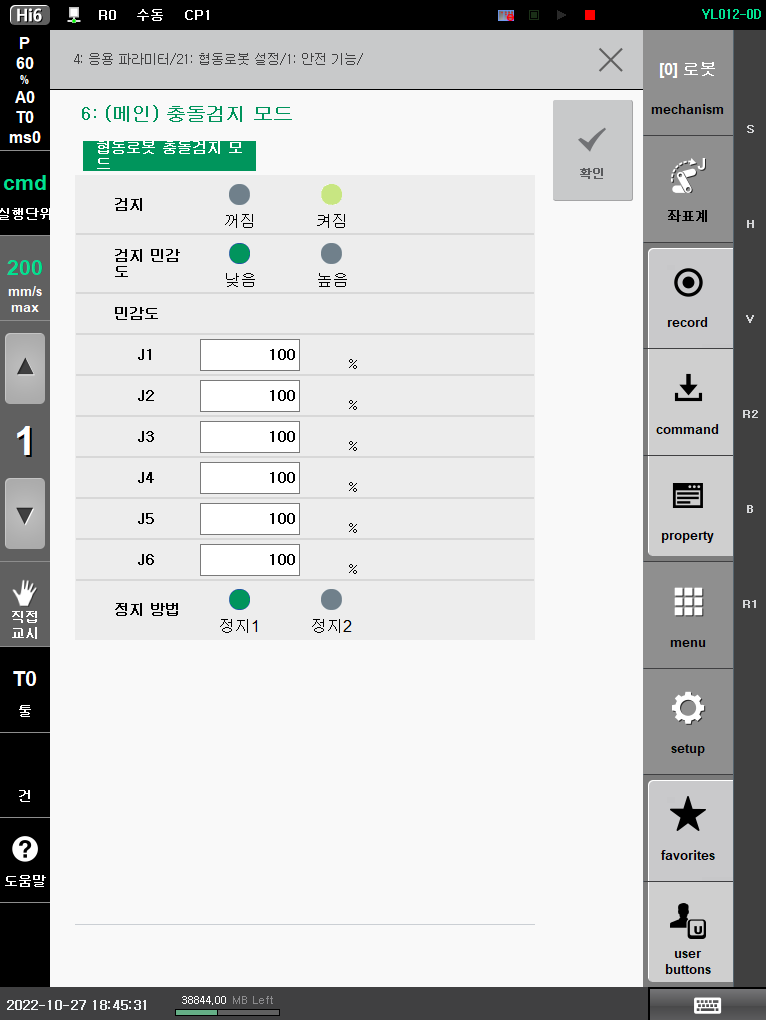 Hi6 R0 수동 CP1 YL012-0D
P
60
%
A0
T0
ms0
cmd
실행단위
200
mm/s
max
1
직접
교시
T0
툴
건
도움말
4: 응용 파라미터/21: 협동로봇 설정/1: 안전 기능/
6: (메인) 충돌검지 모드
협동로봇 충돌검지 모
드
확인
검지 꺼짐 켜짐
검지 민감
도
낮음 높음
민감도
J1 100 %
J2 100 %
J3 100 %
J4 100 %
J5 100 %
J6 100 %
정지 방법 정지1 정지2
[0] 로봇
mechanism
J
좌표계
record
command
property
menu
setup
favorites
U
user
buttons
S
H
V
R2
B
R1
2022-10-27 18:45:31 38844,00 MB Left